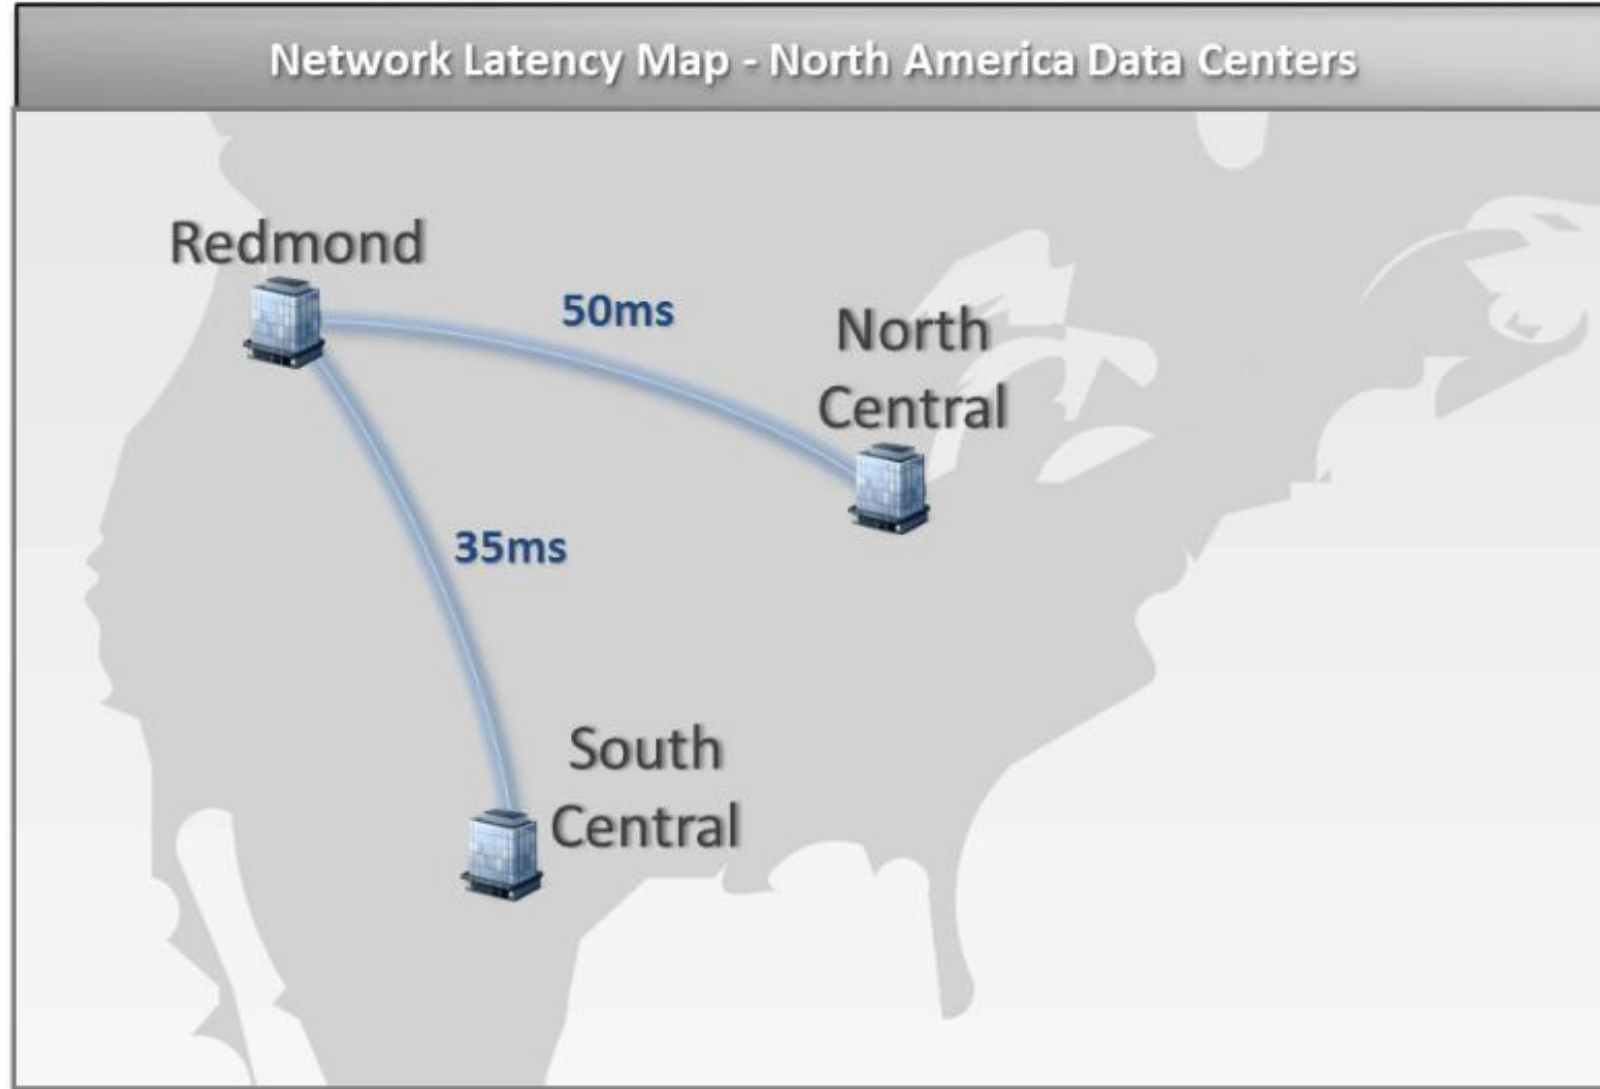 Network Latency Map - North America Data Centers
Redmond
50ms
North
Central
35ms
South
Central